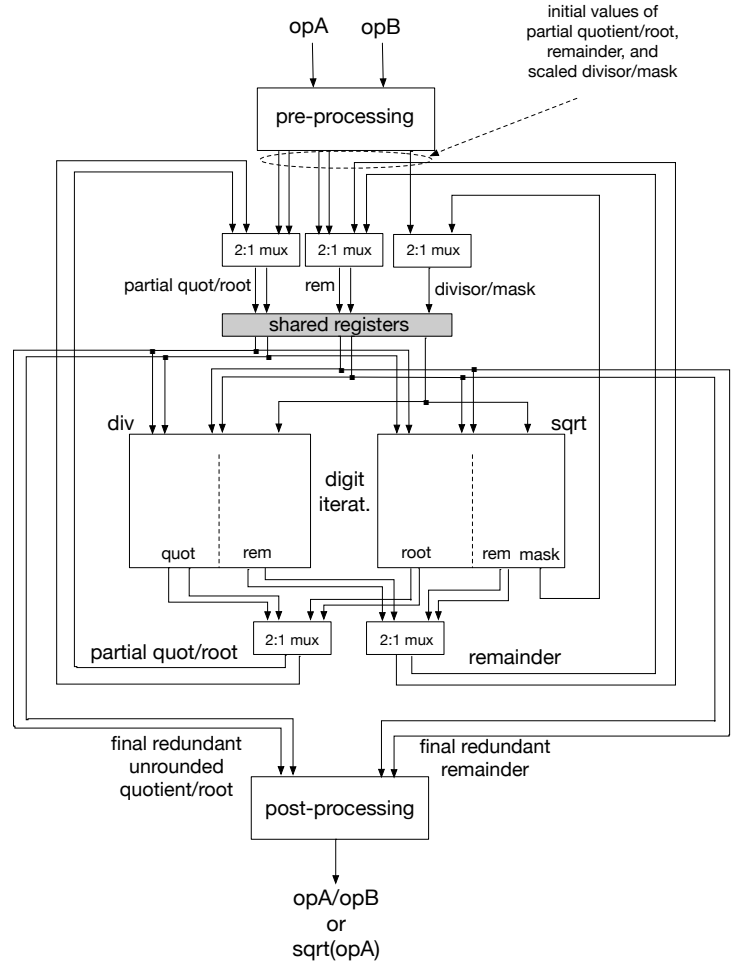 initial values of
partial quotient/root,
remainder, and
scaled divisor/mask
opA opB
pre-processing
2:1 mux 2:1 mux 2:1 mux
partial quot/root rem divisor/mask
shared registers
div sqrt
digit
iterat.
quot rem root rem mask
2:1 mux 2:1 mux
partial quot/root remainder
final redundant
unrounded
quotient/root
final redundant
remainder
post-processing
opA/opB
or
sqrt(opA)